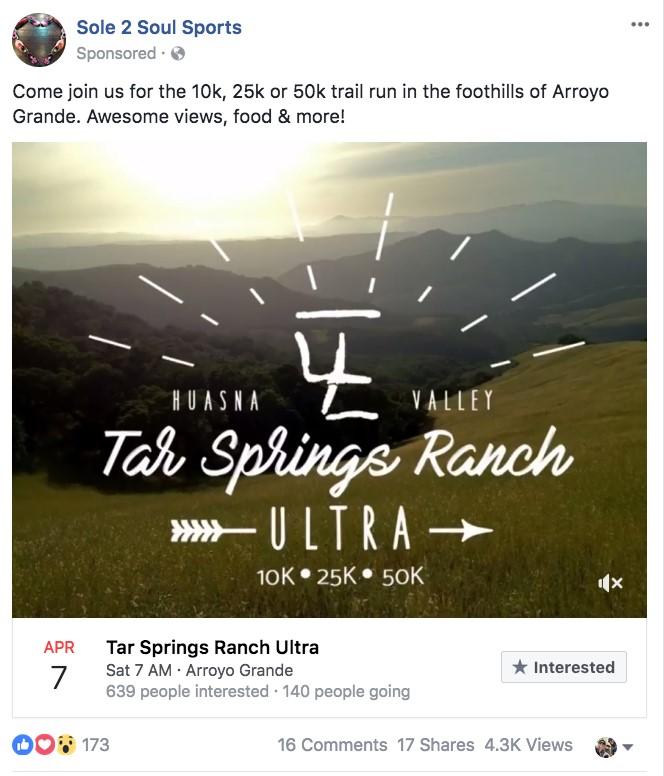 Sole 2 Soul Sports
Sponsored ·
Come join us for the 10k, 25k or 50k trail run in the foothills of Arroyo
Grande. Awesome views, food & more!
HUASNA VALLEY
Tar Springs Ranch
ULTRA
10K • 25K • 50K
APR
7
Tar Springs Ranch Ultra
Sat 7 AM · Arroyo Grande
639 people interested · 140 people going
★ Interested
173
16 Comments 17 Shares 4.3K Views